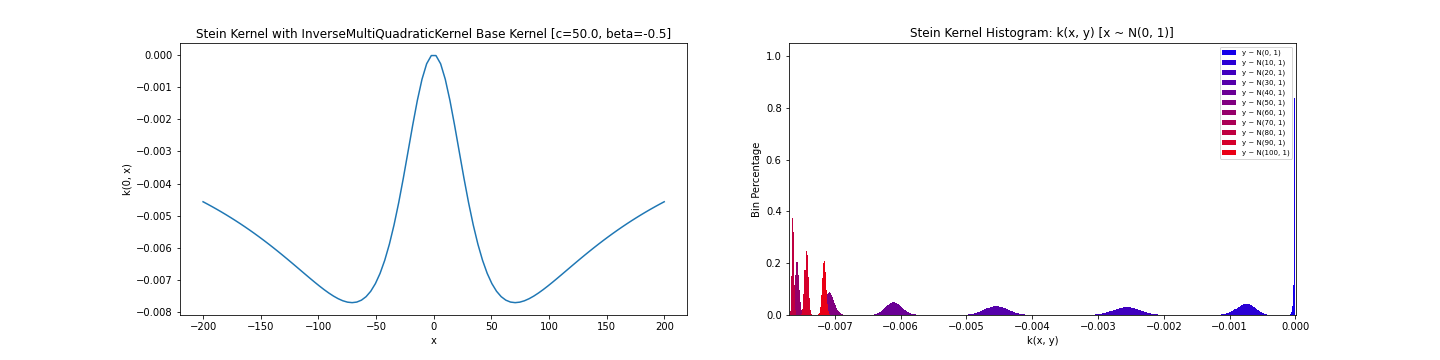 Stein Kernel with InverseMultiQuadraticKernel Base Kernel [c=50.0, beta=-0.5]
0.000
−0.001
−0.002
−0.003
−0.004
−0.005
−0.006
−0.007
−0.008
k(0, x)
−200
−150
−100
−50
0
50
100
150
200
x
Stein Kernel Histogram: k(x, y) [x ~ N(0, 1)]
1.0
0.8
0.6
0.4
0.2
0.0
Bin Percentage
y ~ N(0, 1)
y ~ N(10, 1)
y ~ N(20, 1)
y ~ N(30, 1)
y ~ N(40, 1)
y ~ N(50, 1)
y ~ N(60, 1)
y ~ N(70, 1)
y ~ N(80, 1)
y ~ N(90, 1)
y ~ N(100, 1)
−0.007
−0.006
−0.005
−0.004
−0.003
−0.002
−0.001
0.000
k(x, y)